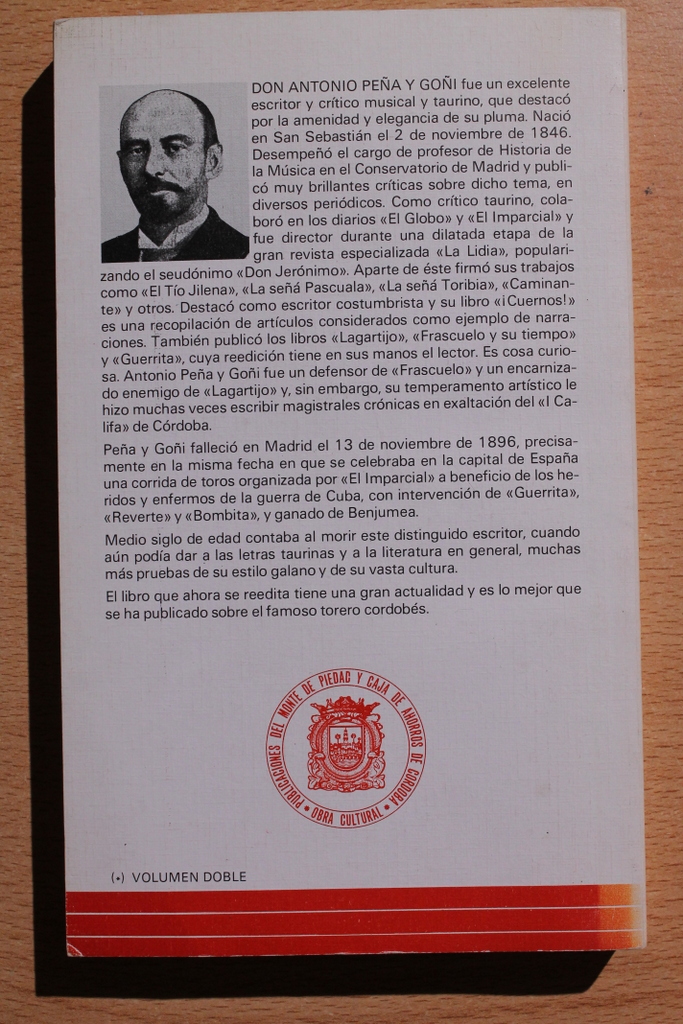 DON ANTONIO PEÑA Y GOÑI fue un excelente
escritor y crítico musical y taurino, que destacó
por la amenidad y elegancia de su pluma. Nació
en San Sebastián el 2 de noviembre de 1846.
Desempeñó el cargo de profesor de Historia de
la Música en el Conservatorio de Madrid y publi-
có muy brillantes críticas sobre dicho tema, en
diversos periódicos. Como crítico taurino, cola-
boró en los diarios «El Globo» y «El Imparcial» y
fue director durante una dilatada etapa de la
gran revista especializada «La Lidia», populari-
zando el seudónimo «Don Jerónimo». Aparte de éste firmó sus trabajos
como «El Tío Jilena», «La señá Pascuala», «La señá Toribia», «Caminan-
te» y otros. Destacó como escritor costumbrista y su libro «¡Cuernos!»
es una recopilación de artículos considerados como ejemplo de narra-
ciones. También publicó los libros «Lagartijo», «Frascuelo y su tiempo»
y «Guerrita», cuya reedición tiene en sus manos el lector. Es cosa curio-
sa. Antonio Peña y Goñi fue un defensor de «Frascuelo» y un encarniza-
do enemigo de «Lagartijo» y, sin embargo, su temperamento artístico le
hizo muchas veces escribir magistrales crónicas en exaltación del «I Ca-
lifa» de Córdoba.
Peña y Goñi falleció en Madrid el 13 de noviembre de 1896, precisa-
mente en la misma fecha en que se celebraba en la capital de España
una corrida de toros organizada por «El Imparcial» a beneficio de los he-
ridos y enfermos de la guerra de Cuba, con intervención de «Guerrita»,
«Reverte» y «Bombita», y ganado de Benjumea.
Medio siglo de edad contaba al morir este distinguido escritor, cuando
aún podía dar a las letras taurinas y a la literatura en general, muchas
más pruebas de su estilo galano y de su vasta cultura.
El libro que ahora se reedita tiene una gran actualidad y es lo mejor que
se ha publicado sobre el famoso torero cordobés.
PUBLICACIONES DEL MONTE DE PIEDAD Y CAJA DE AHORROS DE CORDOBA
• OBRA CULTURAL •
(•) VOLUMEN DOBLE